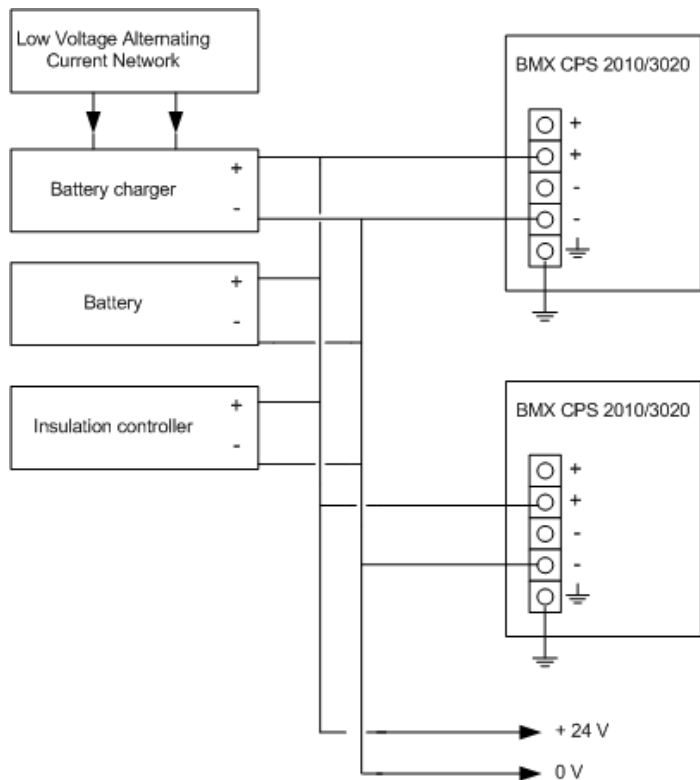 Low Voltage Alternating
Current Network
Battery charger
+
-
Battery
+
-
Insulation controller
+
-
BMX CPS 2010/3020
+
+
-
-
BMX CPS 2010/3020
+
+
-
-
+ 24 V
0 V